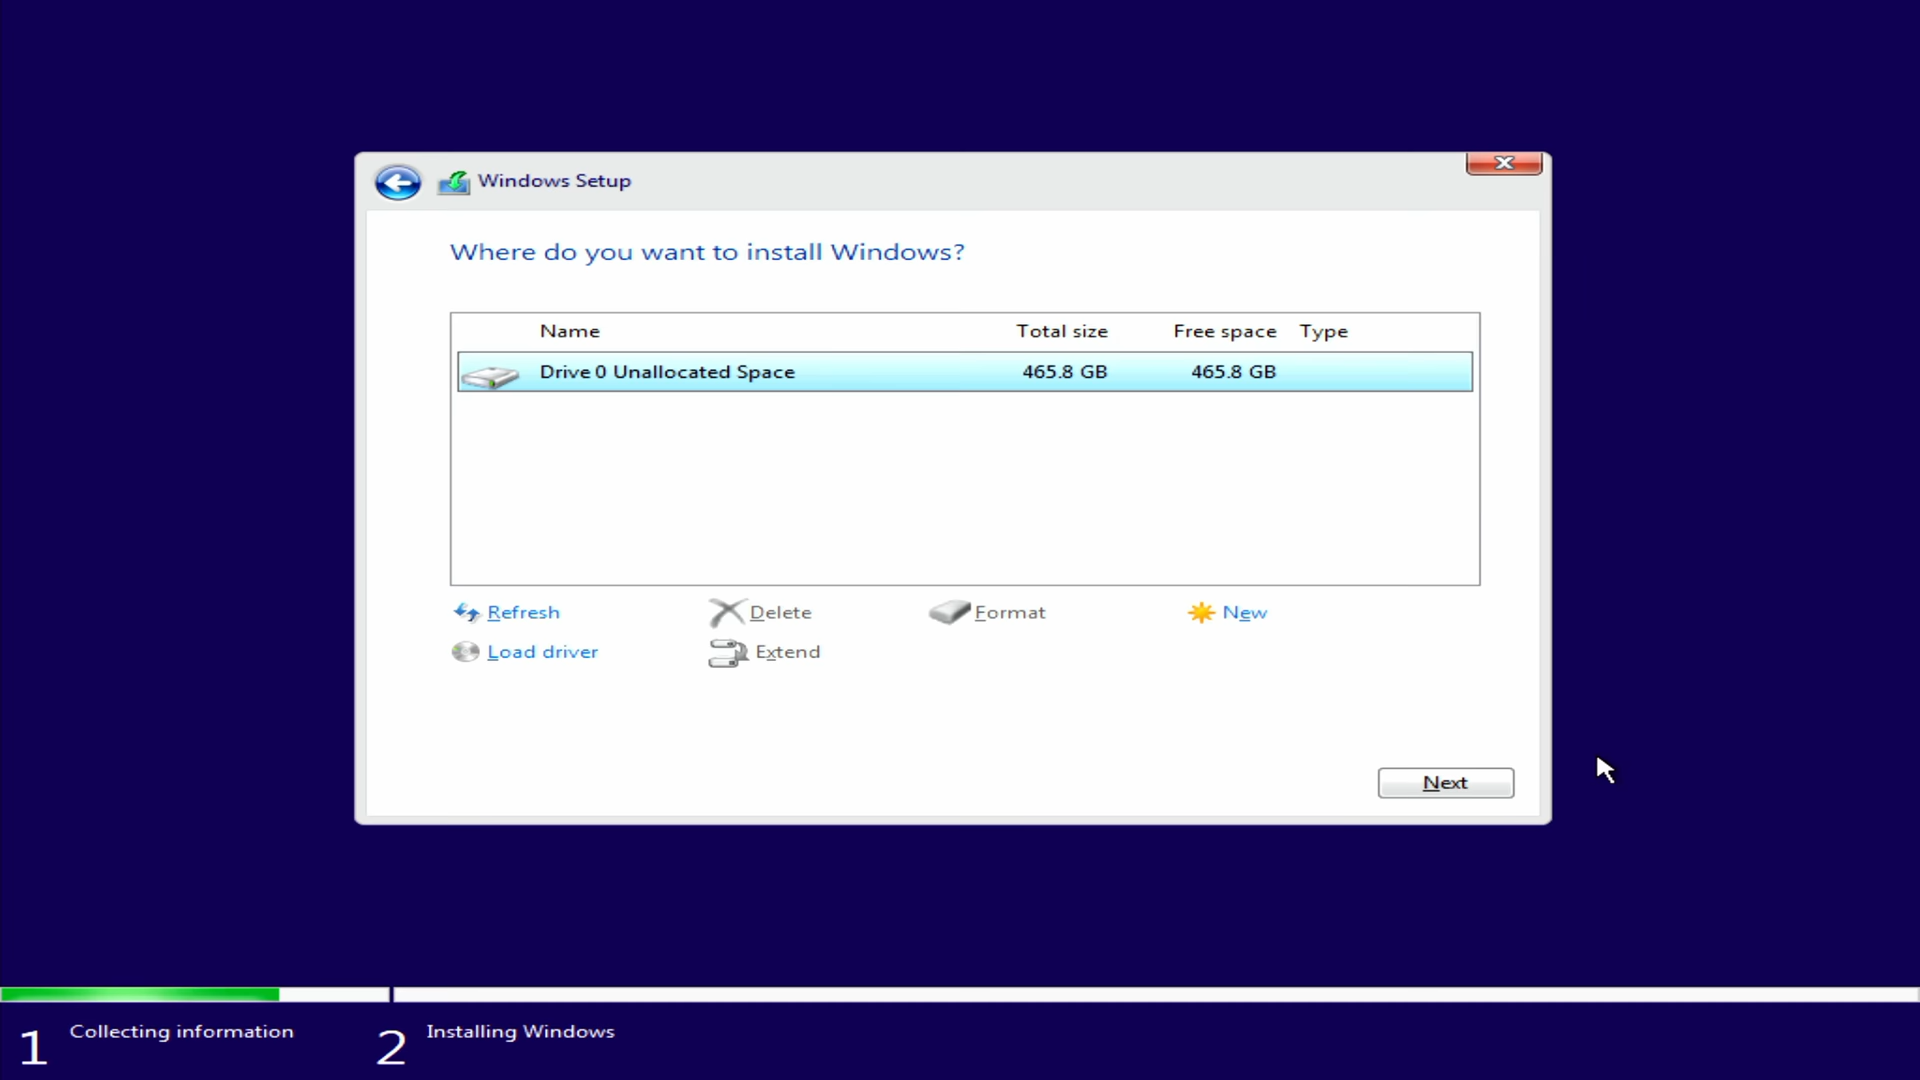 Windows Setup
Where do you want to install Windows?
Name Total size Free space Type
Drive 0 Unallocated Space 465.8 GB 465.8 GB
Refresh Delete Format New
Load driver Extend
Next
1 Collecting information 2 Installing Windows